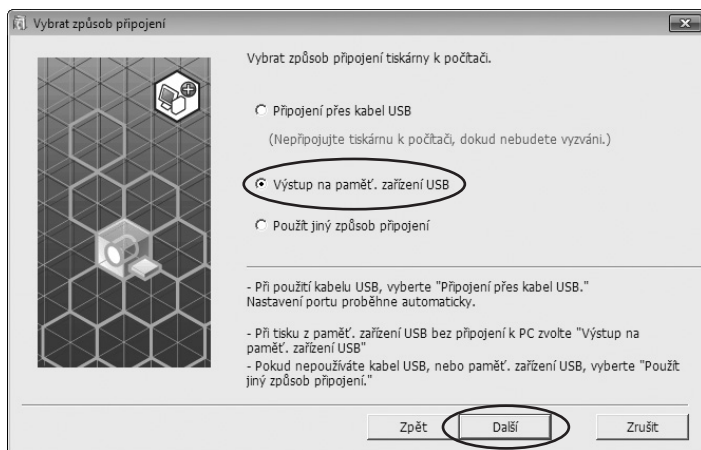 Vybrat způsob připojení
Vybrat způsob připojení tiskárny k počítači.
Připojení přes kabel USB
(Nepřipojujte tiskárnu k počítači, dokud nebudete vyzváni.)
Výstup na paměť. zařízení USB
Použít jiný způsob připojení
- Při použití kabelu USB, vyberte "Připojení přes kabel USB."
Nastavení portu proběhne automaticky.
- Při tisku z paměť. zařízení USB bez připojení k PC zvolte "Výstup na
paměť. zařízení USB"
- Pokud nepoužíváte kabel USB, nebo paměť. zařízení USB, vyberte "Použít
jiný způsob připojení."
Zpět
Další
Zrušit